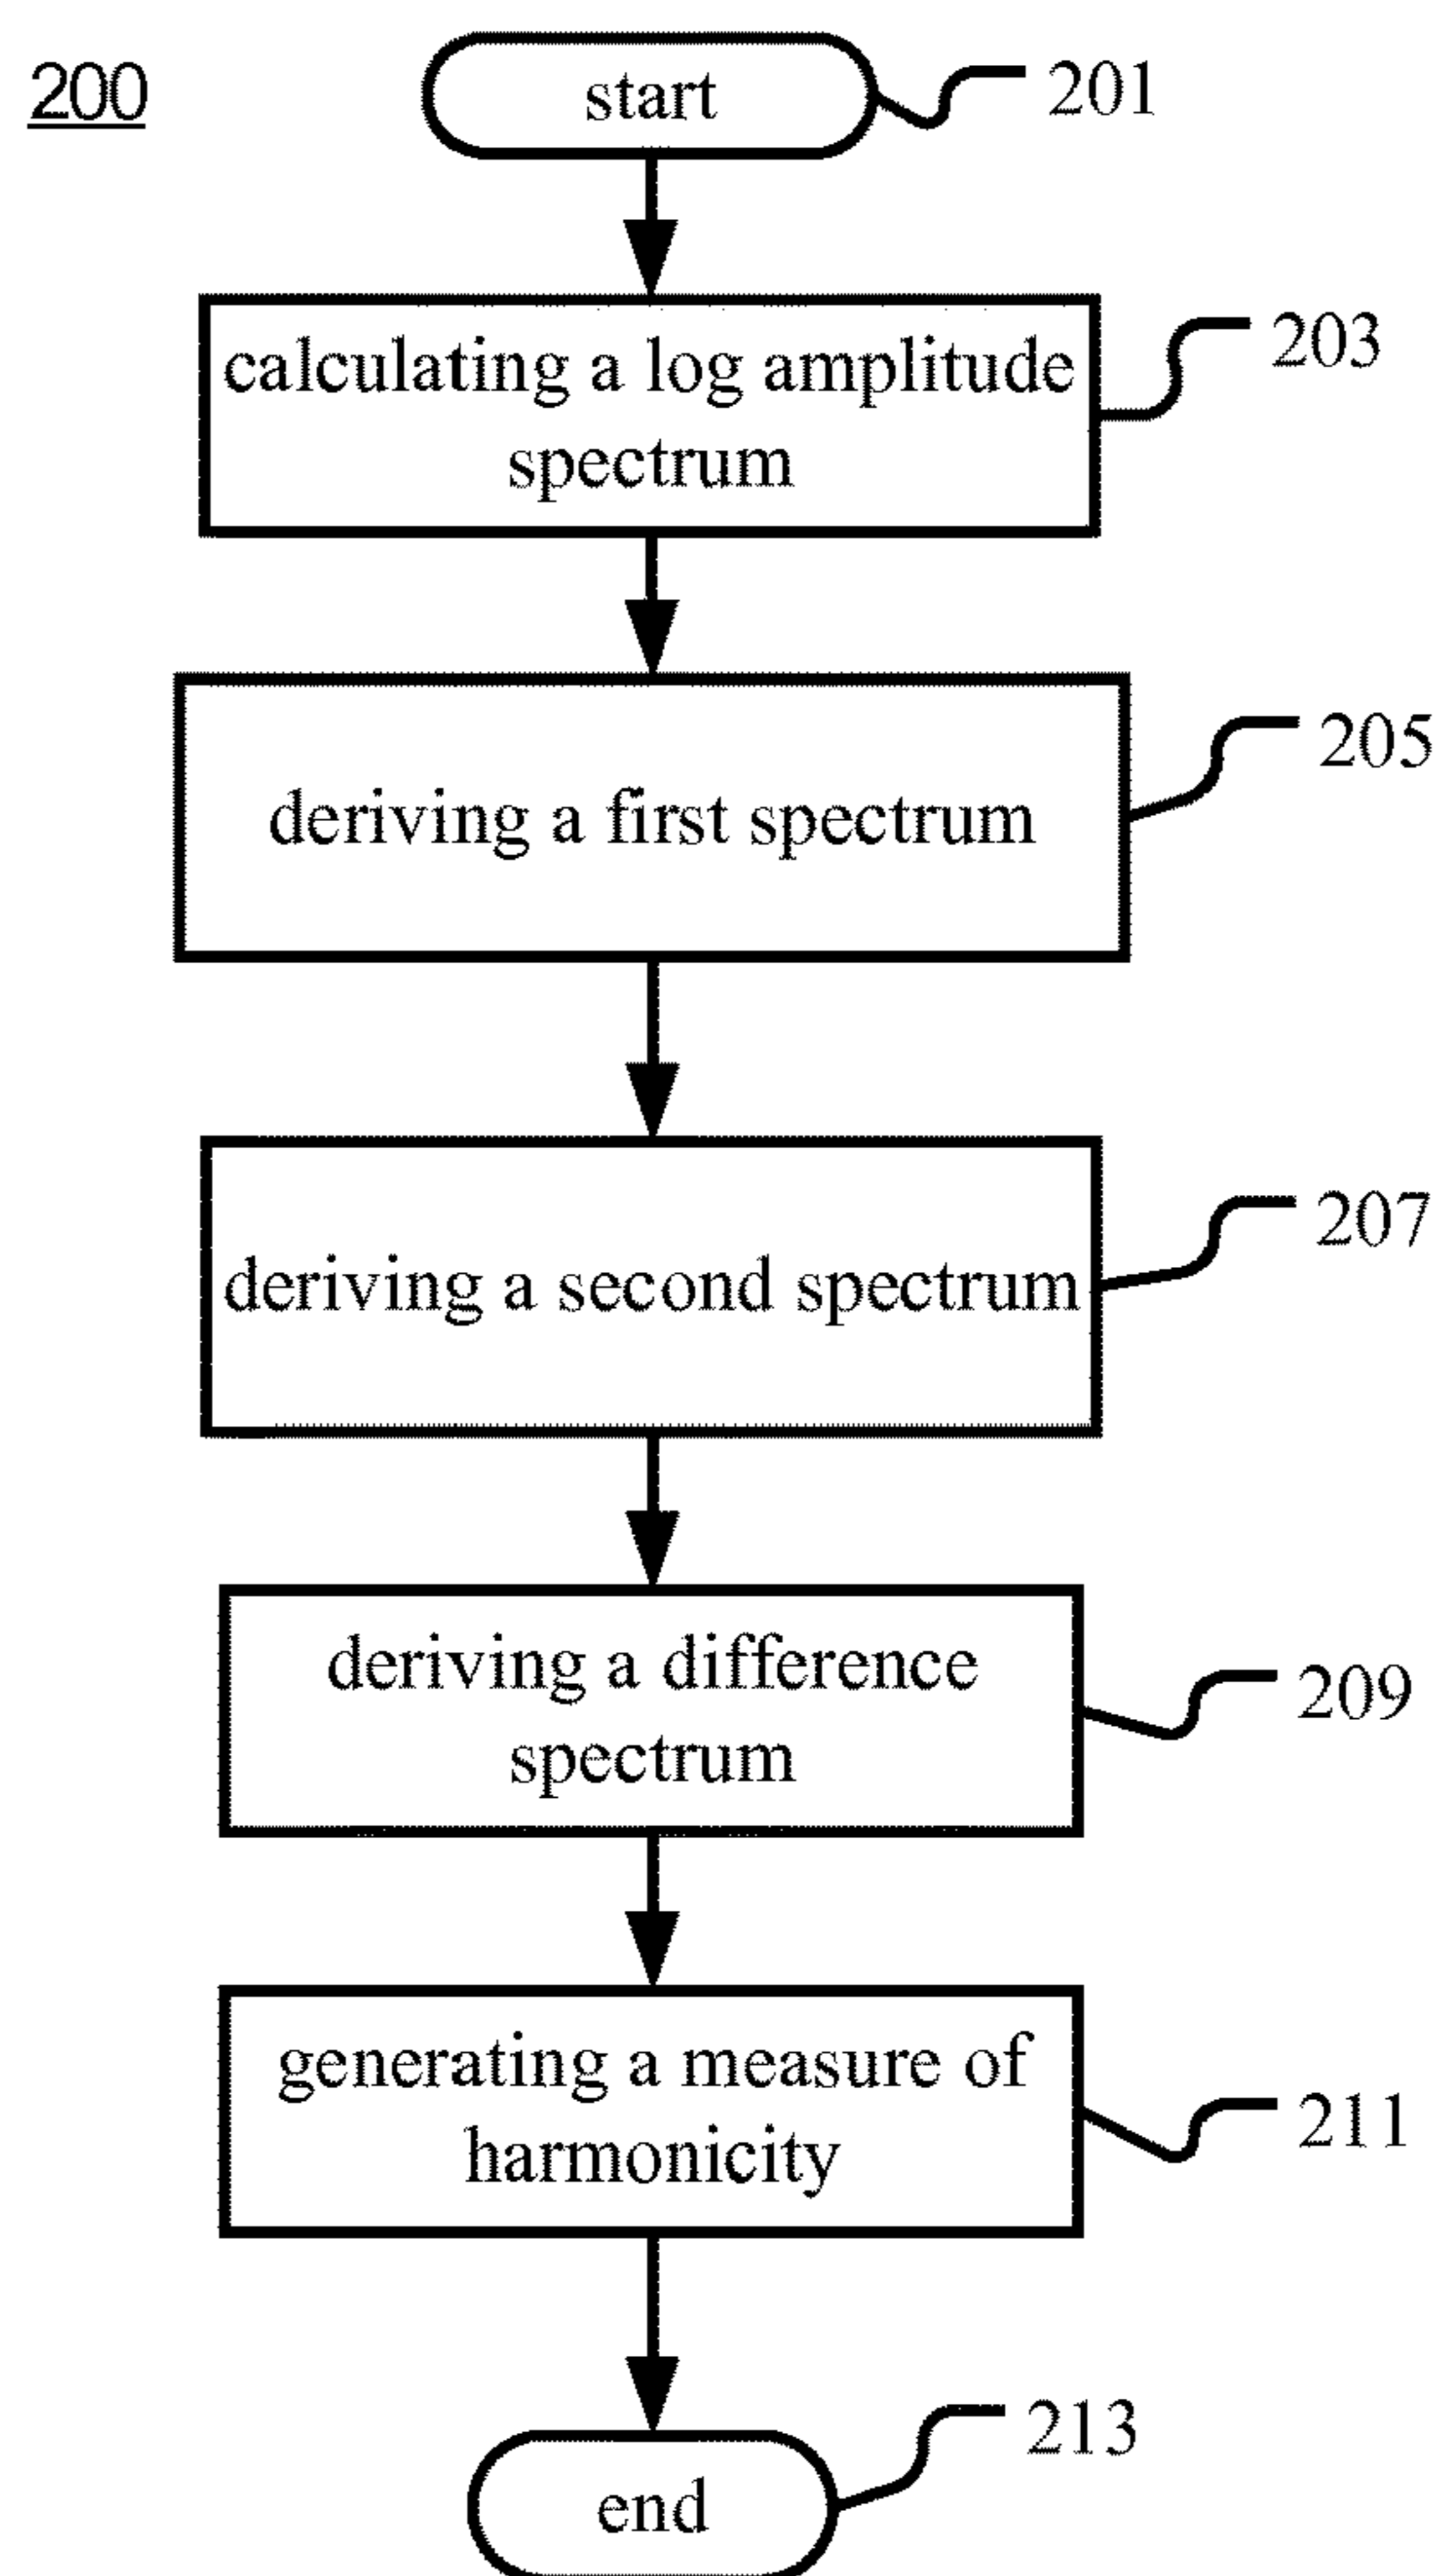 200
start
201
calculating a log amplitude
spectrum
203
deriving a first spectrum
205
deriving a second spectrum
207
deriving a difference
spectrum
209
generating a measure of
harmonicity
211
end
213